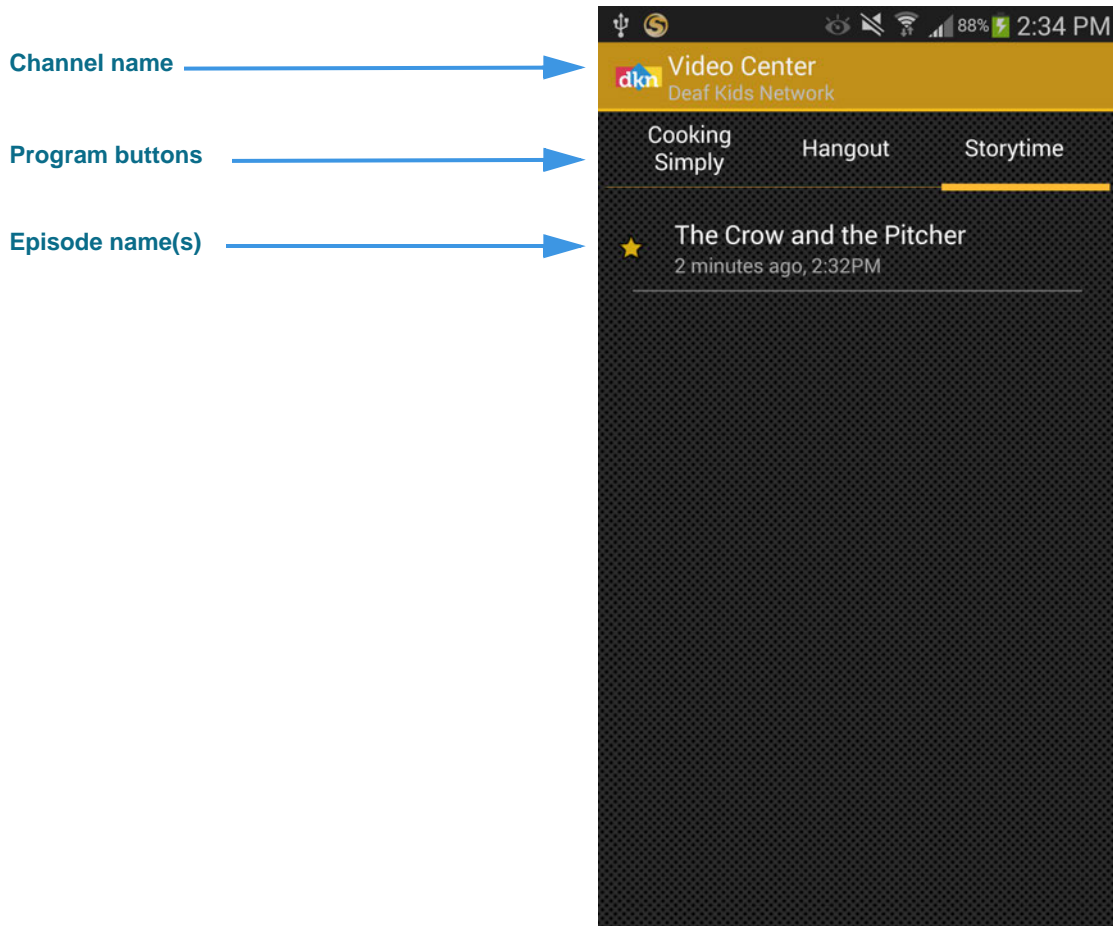 88% 2:34 PM
Channel name
dkn Video Center
Deaf Kids Network
Program buttons
Cooking
Simply
Hangout
Storytime
Episode name(s)
The Crow and the Pitcher
2 minutes ago, 2:32PM